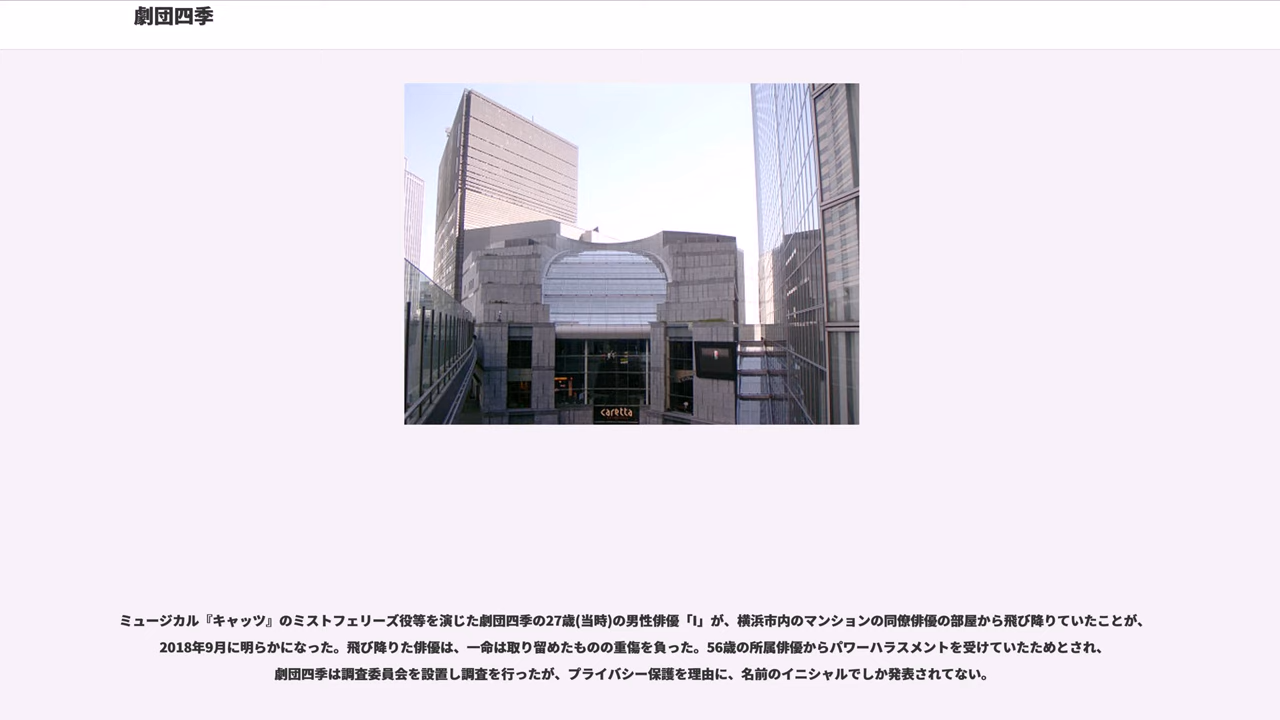 劇団四季
caretta
ミュージカル『キャッツ』のミストフェリーズ役等を演じた劇団四季の27歳(当時)の男性俳優「I」が、横浜市内のマンションの同僚俳優の部屋から飛び降りていたことが、
2018年9月に明らかになった。飛び降りた俳優は、一命は取り留めたものの重傷を負った。56歳の所属俳優からパワーハラスメントを受けていたためとされ、
劇団四季は調査委員会を設置し調査を行ったが、プライバシー保護を理由に、名前のイニシャルでしか発表されてない。